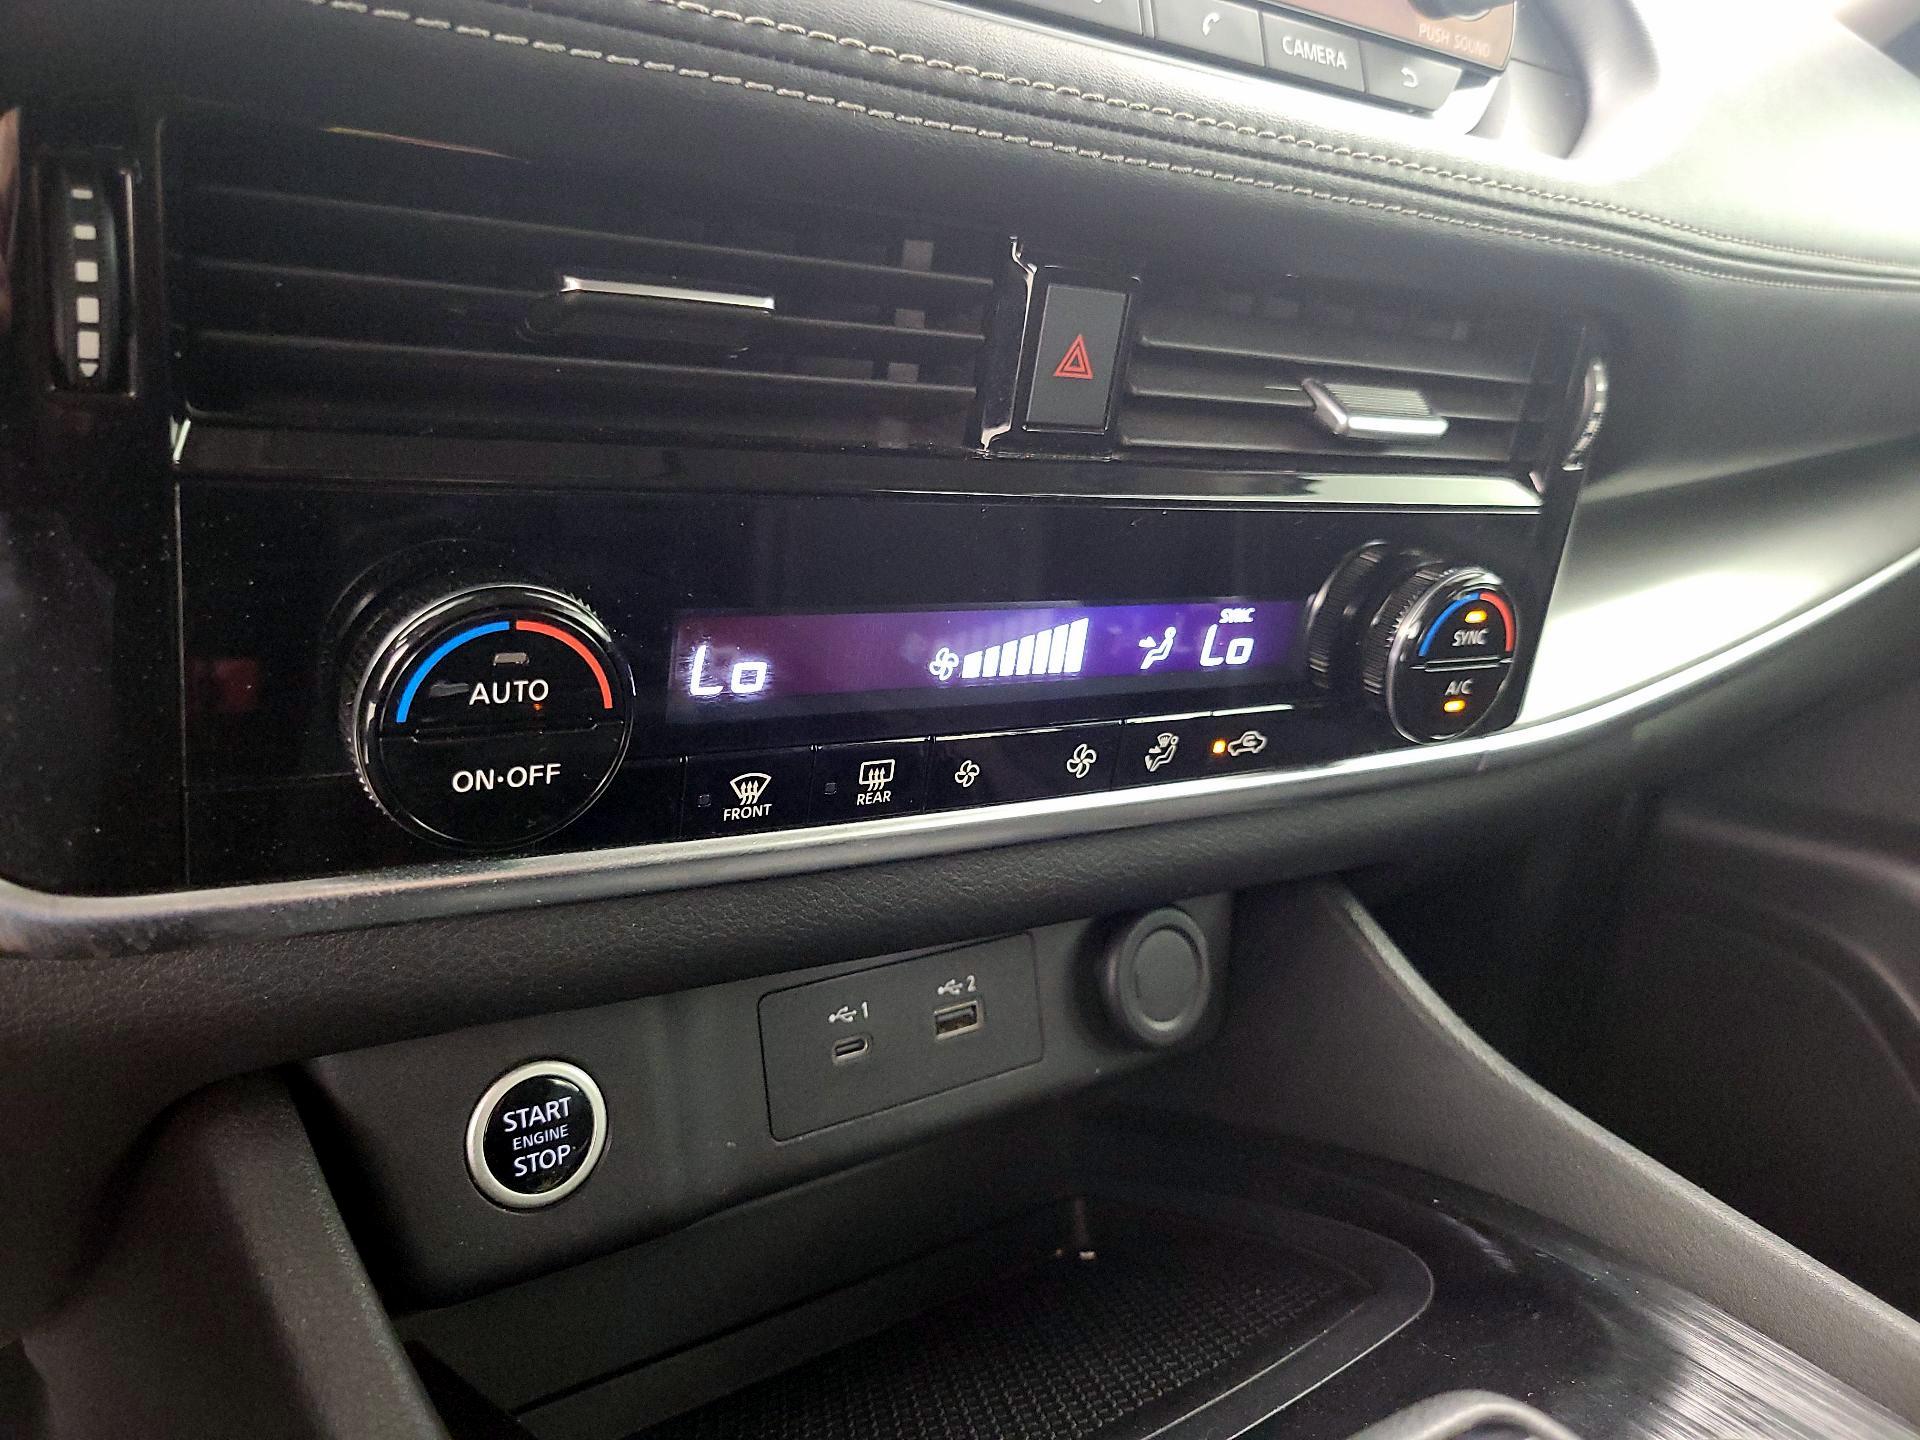 CAMERA
PUSH SOUND
SYNC
Lo
Lo
SYNC
A/C
AUTO
ON·OFF
FRONT
REAR
1
2
START
ENGINE
STOP